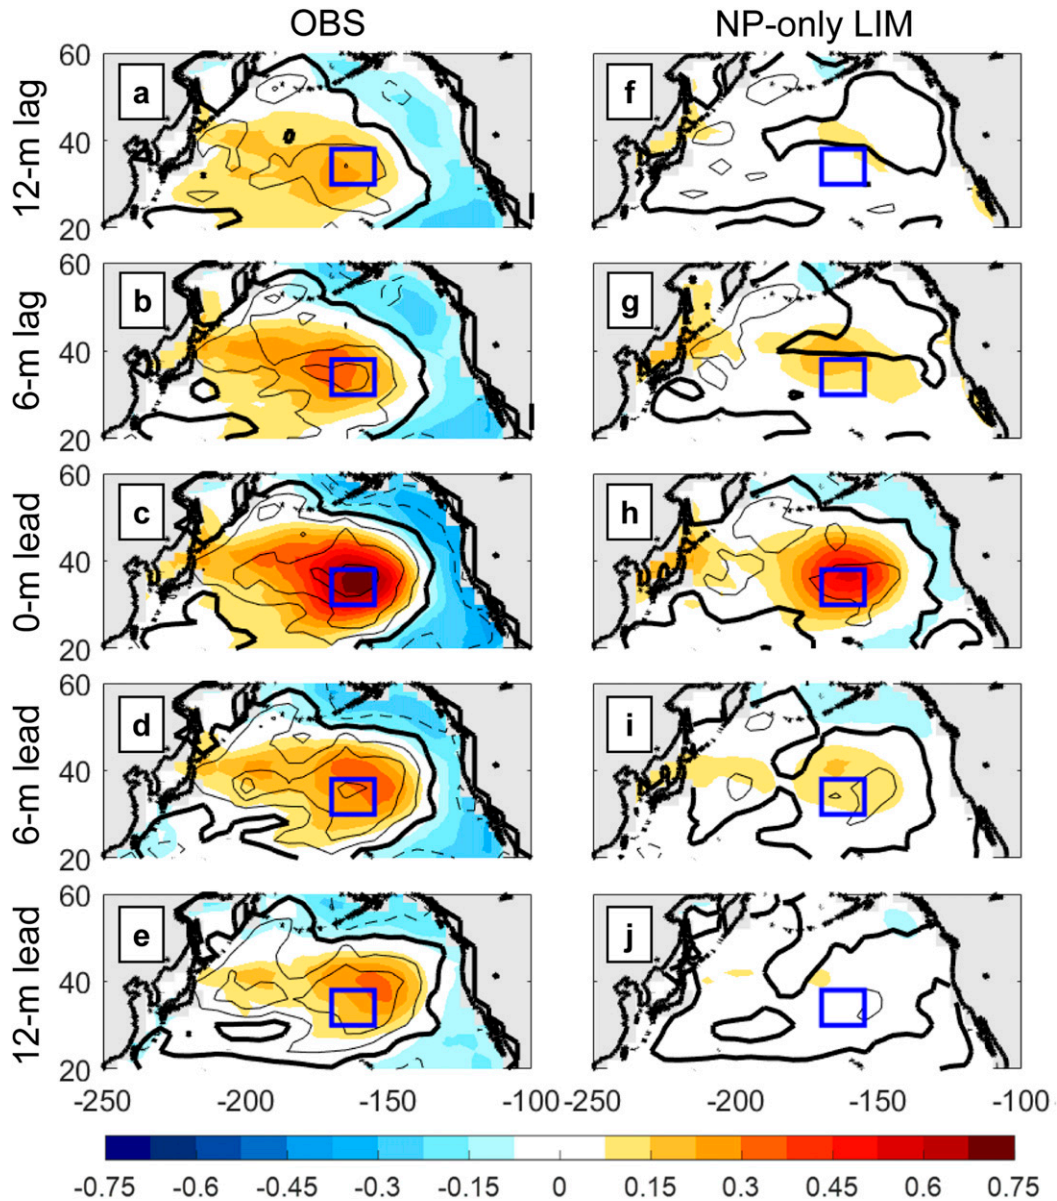 OBS NP-only LIM
12-m lag 60 40 20 a f
6-m lag 60 40 20 b g
0-m lead 60 40 20 c h
6-m lead 60 40 20 d i
12-m lead 60 40 20 e j
-250 -200 -150 -100 -250 -200 -150 -100
-0.75 -0.6 -0.45 -0.3 -0.15 0 0.15 0.3 0.45 0.6 0.75